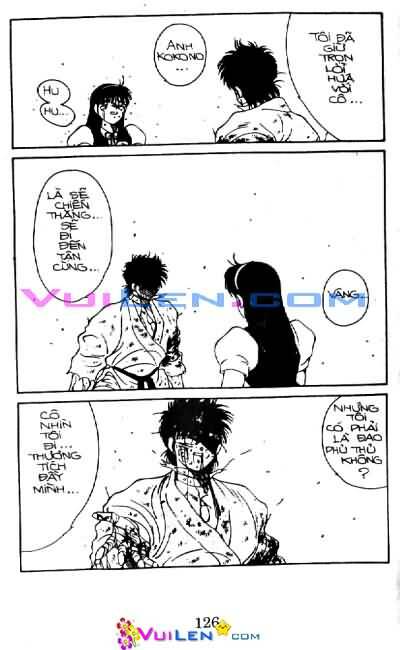 TÔI ĐÃ
GIỮ
TRỌN
LỜI
HỨA
VỚI
CÔ...
ANH
KOKONO
...
HU
HU...
LÀ SẼ
CHIẾN
THẮNG...
SẼ
ĐI
ĐẾN
TẬN
CÙNG...
VÂNG..
VUILEN.COM
NHƯNG
TÔI
CÓ PHẢI
LÀ ĐAO
PHỦ THỦ
KHÔNG
?
CÔ
NHÌN
TÔI
ĐI...
THƯƠNG
TÍCH
ĐẦY
MÌNH...
126
VUILEN
.COM